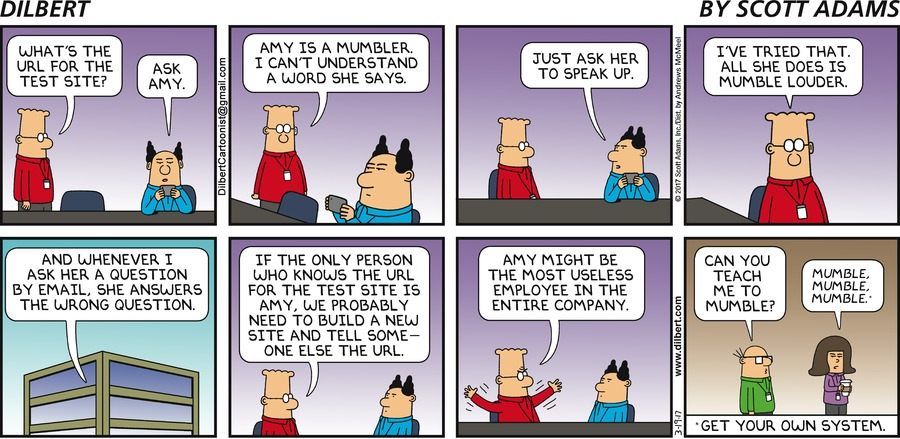 DILBERT
BY SCOTT ADAMS
WHAT'S THE
URL FOR THE
TEST SITE?
ASK
AMY.
DilbertCartoonist@gmail.com
AMY IS A MUMBLER.
I CAN'T UNDERSTAND
A WORD SHE SAYS.
JUST ASK HER
TO SPEAK UP.
© 2017 Scott Adams, Inc./Dist. by Andrews McMeel
I'VE TRIED THAT.
ALL SHE DOES IS
MUMBLE LOUDER.
AND WHENEVER I
ASK HER A QUESTION
BY EMAIL, SHE ANSWERS
THE WRONG QUESTION.
IF THE ONLY PERSON
WHO KNOWS THE URL
FOR THE TEST SITE IS
AMY, WE PROBABLY
NEED TO BUILD A NEW
SITE AND TELL SOME-
ONE ELSE THE URL.
AMY MIGHT BE
THE MOST USELESS
EMPLOYEE IN THE
ENTIRE COMPANY.
3-19-17
www.dilbert.com
CAN YOU
TEACH
ME TO
MUMBLE?
MUMBLE,
MUMBLE,
MUMBLE.*
*GET YOUR OWN SYSTEM.